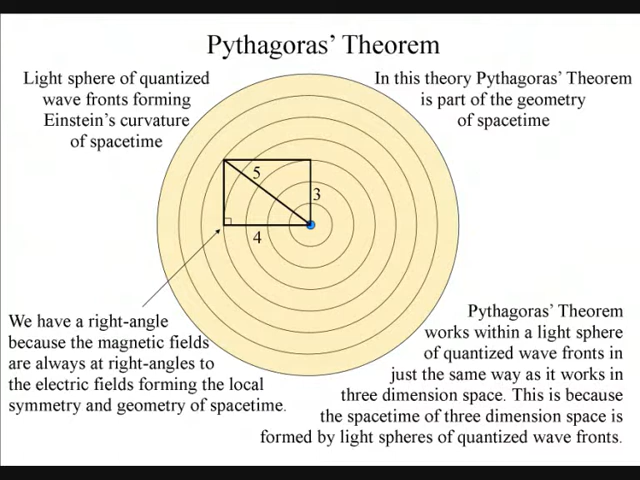 Pythagoras' Theorem
Light sphere of quantized
wave fronts forming
Einstein's curvature
of spacetime
In this theory Pythagoras' Theorem
is part of the geometry
of spacetime
5
3
4
We have a right-angle
because the magnetic fields
are always at right-angles to
the electric fields forming the local
symmetry and geometry of spacetime.
Pythagoras' Theorem
works within a light sphere
of quantized wave fronts in
just the same way as it works in
three dimension space. This is because
the spacetime of three dimension space is
formed by light spheres of quantized wave fronts.